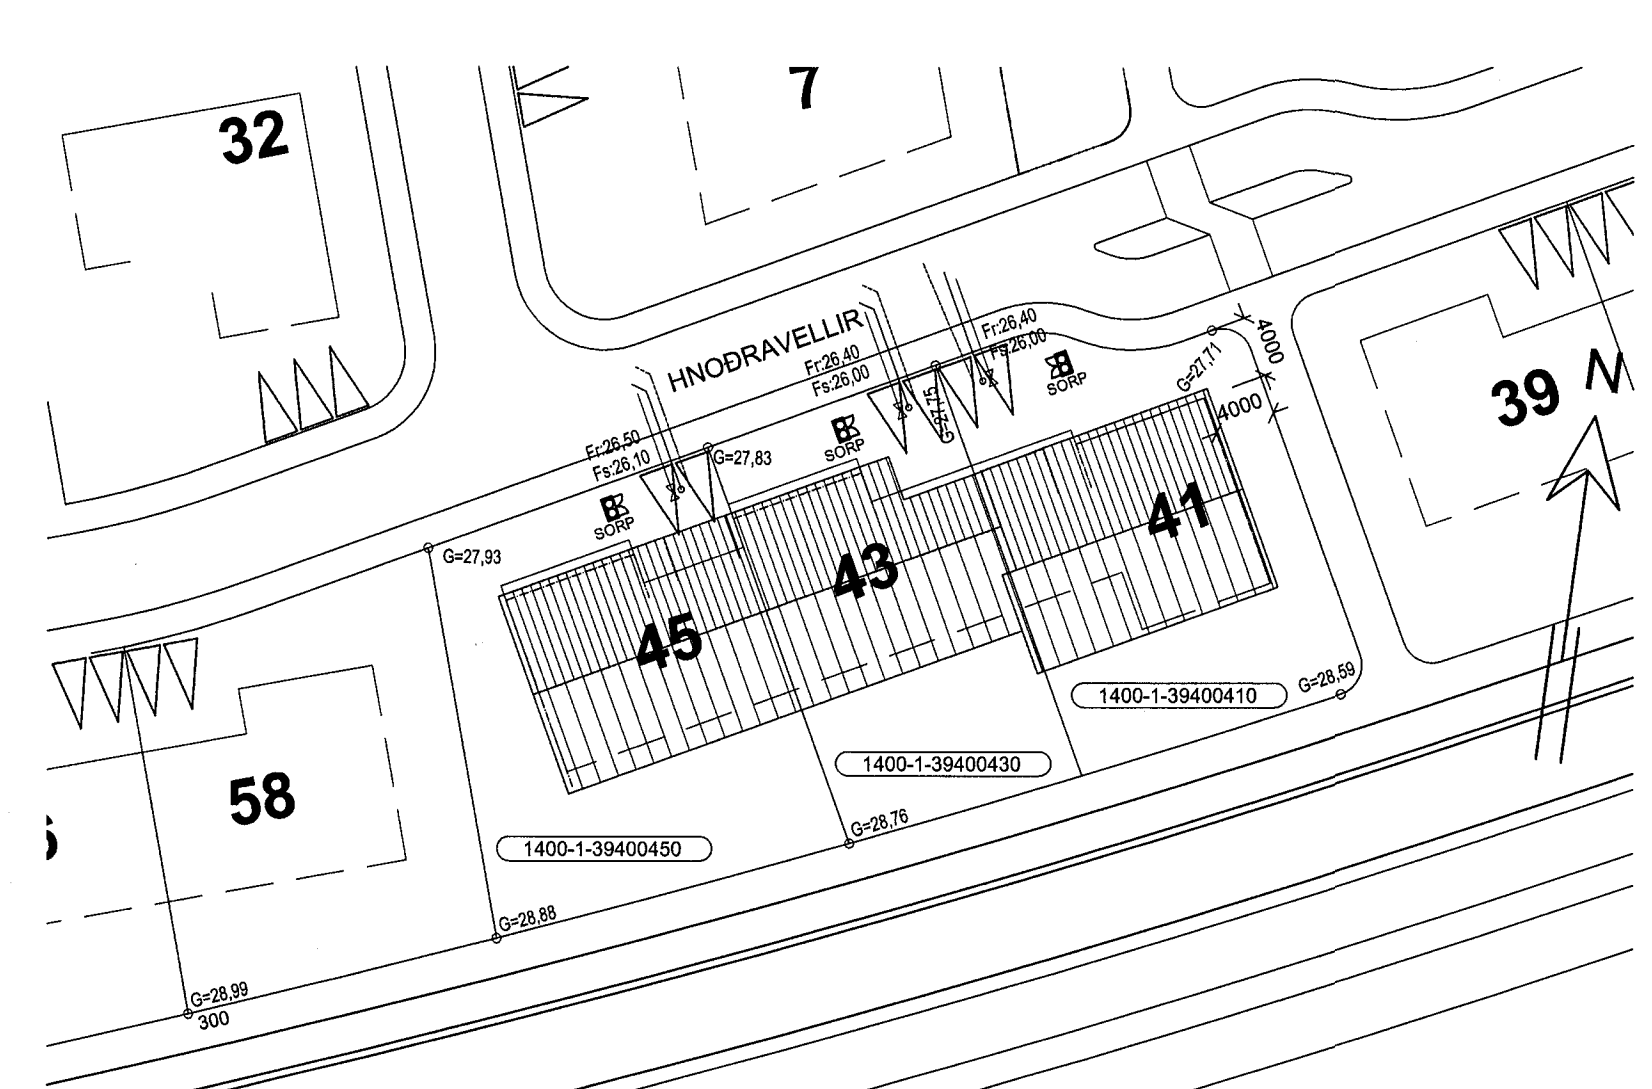 7
32
HNOÐRAVELLIR
Fr:26,40
Fs:26,00
Fr:26,40
Fs:26,00
SORP
G=27,71
4000
4000
39
N
Fr:26,50
Fs:26,10
SORP
G=27,83
SORP
G=27,75
G=27,93
41
43
45
1400-1-39400410
G=28,59
1400-1-39400430
58
G=28,76
1400-1-39400450
G=28,88
G=28,99
300